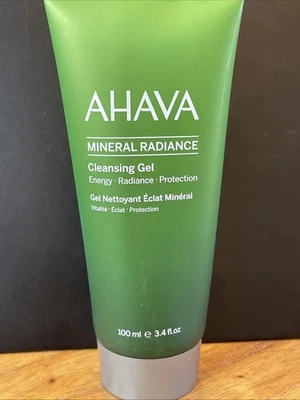 AHAVA
MINERAL RADIANCE
Cleansing Gel
Energy · Radiance · Protection
Gel Nettoyant Éclat Minéral
Vitalité · Éclat · Protection
100 ml e 3.4 fl.oz